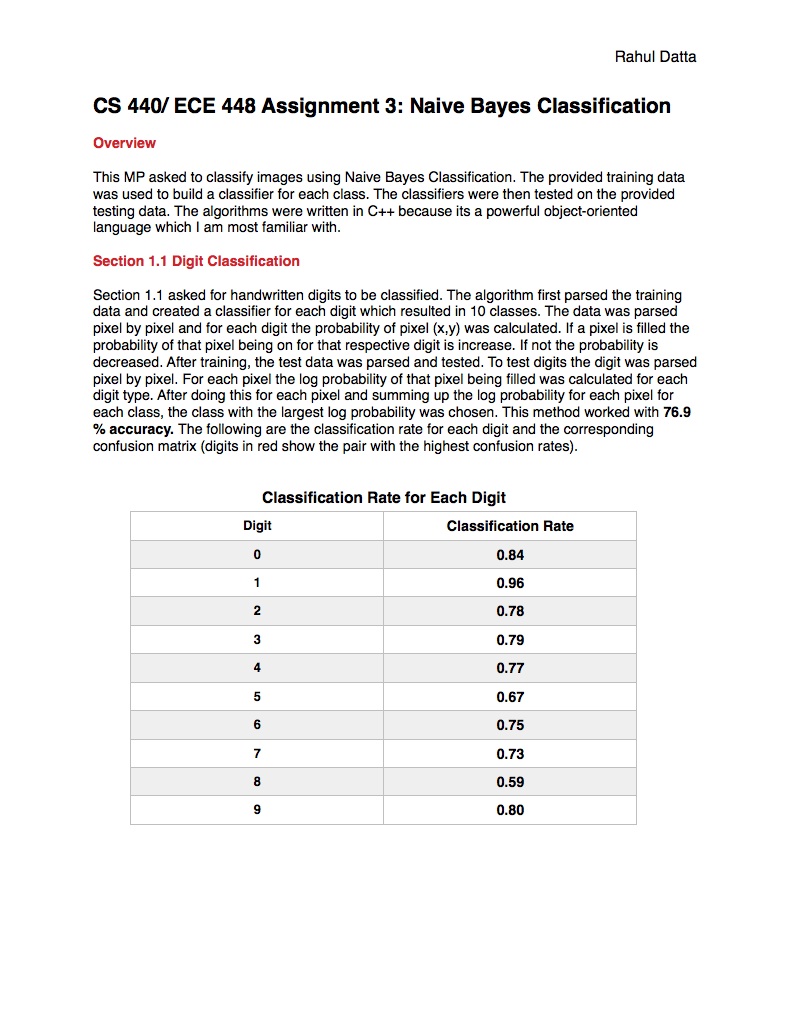 Rahul Datta
CS 440/ ECE 448 Assignment 3: Naive Bayes Classification
Overview
This MP asked to classify images using Naive Bayes Classification. The provided training data
was used to build a classifier for each class. The classifiers were then tested on the provided
testing data. The algorithms were written in C++ because its a powerful object-oriented
language which I am most familiar with.
Section 1.1 Digit Classification
Section 1.1 asked for handwritten digits to be classified. The algorithm first parsed the training
data and created a classifier for each digit which resulted in 10 classes. The data was parsed
pixel by pixel and for each digit the probability of pixel (x,y) was calculated. If a pixel is filled the
probability of that pixel being on for that respective digit is increase. If not the probability is
decreased. After training, the test data was parsed and tested. To test digits the digit was parsed
pixel by pixel. For each pixel the log probability of that pixel being filled was calculated for each
digit type. After doing this for each pixel and summing up the log probability for each pixel for
each class, the class with the largest log probability was chosen. This method worked with 76.9
% accuracy. The following are the classification rate for each digit and the corresponding
confusion matrix (digits in red show the pair with the highest confusion rates).
Classification Rate for Each Digit
Digit Classification Rate
0 0.84
1 0.96
2 0.78
3 0.79
4 0.77
5 0.67
6 0.75
7 0.73
8 0.59
9 0.80